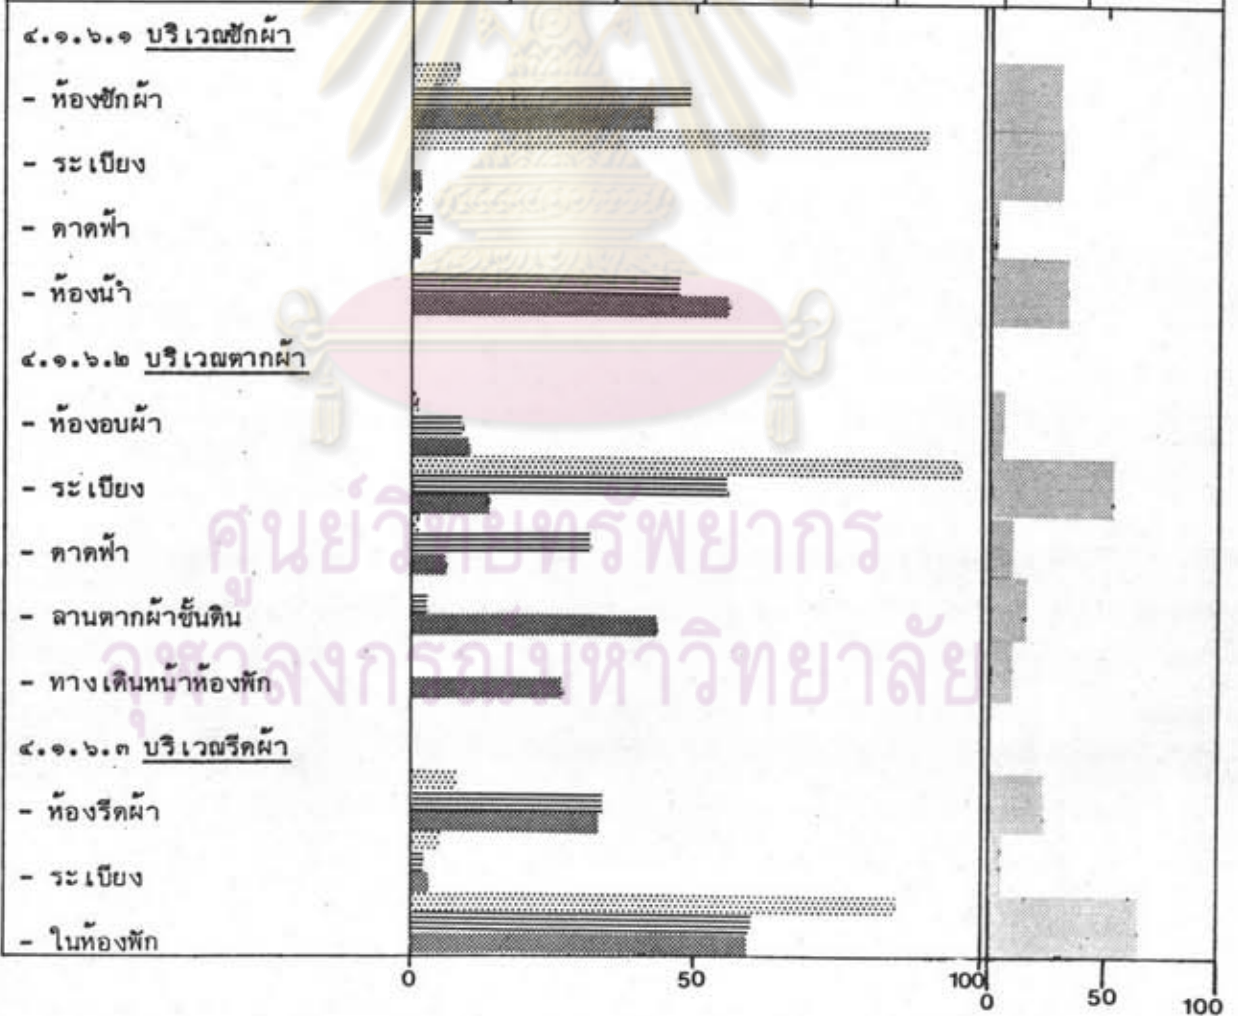 ๔.๑.๖.๑ บริเวณซักผ้า
- ห้องซักผ้า
- ระเบียง
- ดาดฟ้า
- ห้องน้ำ
๔.๑.๖.๒ บริเวณตากผ้า
- ห้องอบผ้า
- ระเบียง
- ดาดฟ้า
- ลานตากผ้าชั้นดิน
- ทางเดินหน้าห้องพัก
๔.๑.๖.๓ บริเวณรีดผ้า
- ห้องรีดผ้า
- ระเบียง
- ในห้องพัก
0 50 100 0 50 100
ศูนย์วิทยทรัพยากร
จุฬาลงกรณ์มหาวิทยาลัย